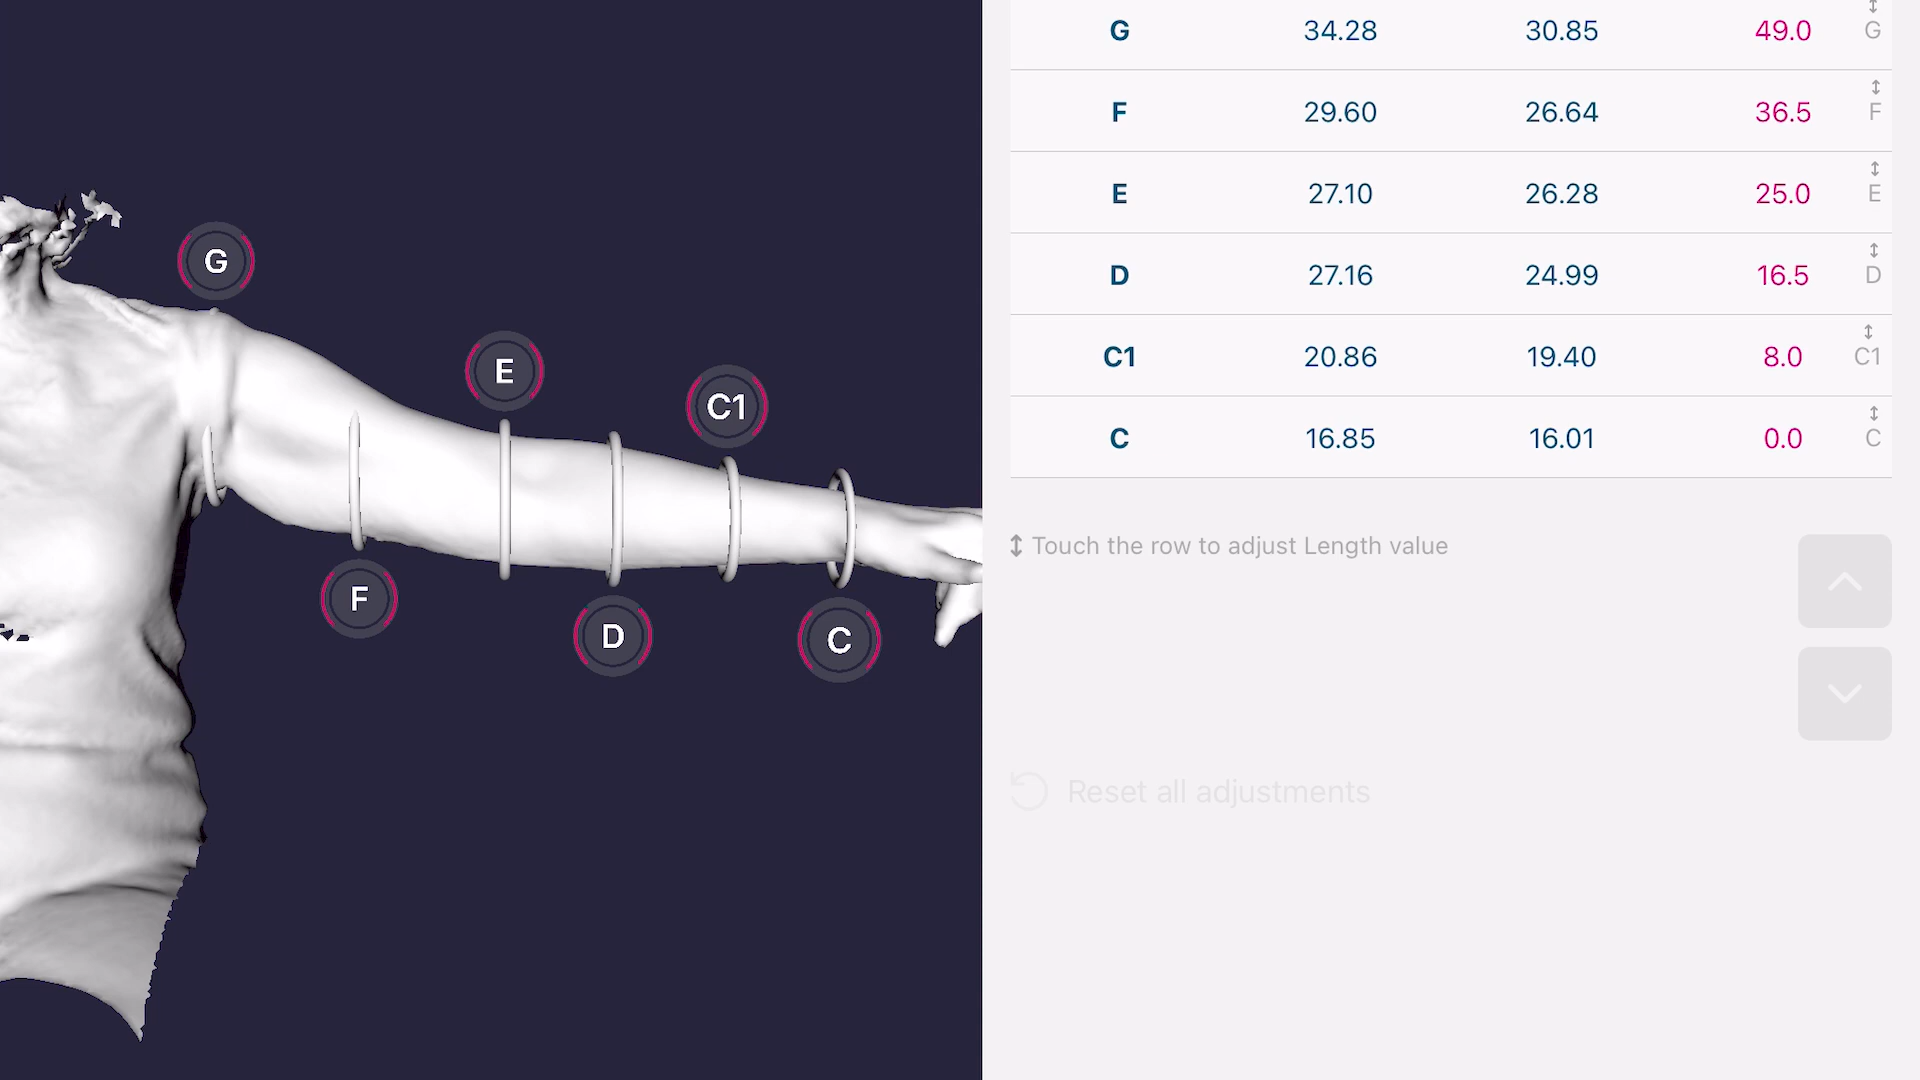 G
E
C1
F
D
C
G 34.28 30.85 49.0 G
F 29.60 26.64 36.5 F
E 27.10 26.28 25.0 E
D 27.16 24.99 16.5 D
C1 20.86 19.40 8.0 C1
C 16.85 16.01 0.0 C
Touch the row to adjust Length value
Reset all adjustments